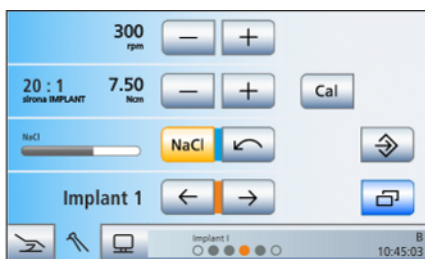 300
rpm
20 : 1 7.50
sirona IMPLANT Ncm
Cal
NaCl
NaCl
Implant 1
Implant I
B
10:45:03